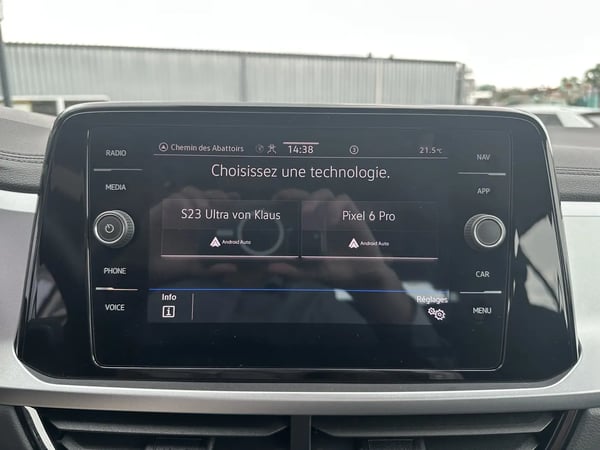 RADIO
MEDIA
PHONE
VOICE
Chemin des Abattoirs
14:38
3
21.5°C
Choisissez une technologie.
S23 Ultra von Klaus
Android Auto
Pixel 6 Pro
Android Auto
Info
Réglages
NAV
APP
CAR
MENU